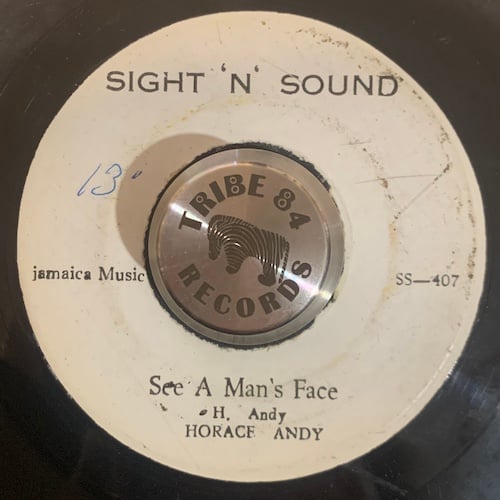 SIGHT 'N' SOUND
13'
TRIBE 84
RECORDS
jamaica Music
SS—407
See A Man's Face
H. Andy
HORACE ANDY